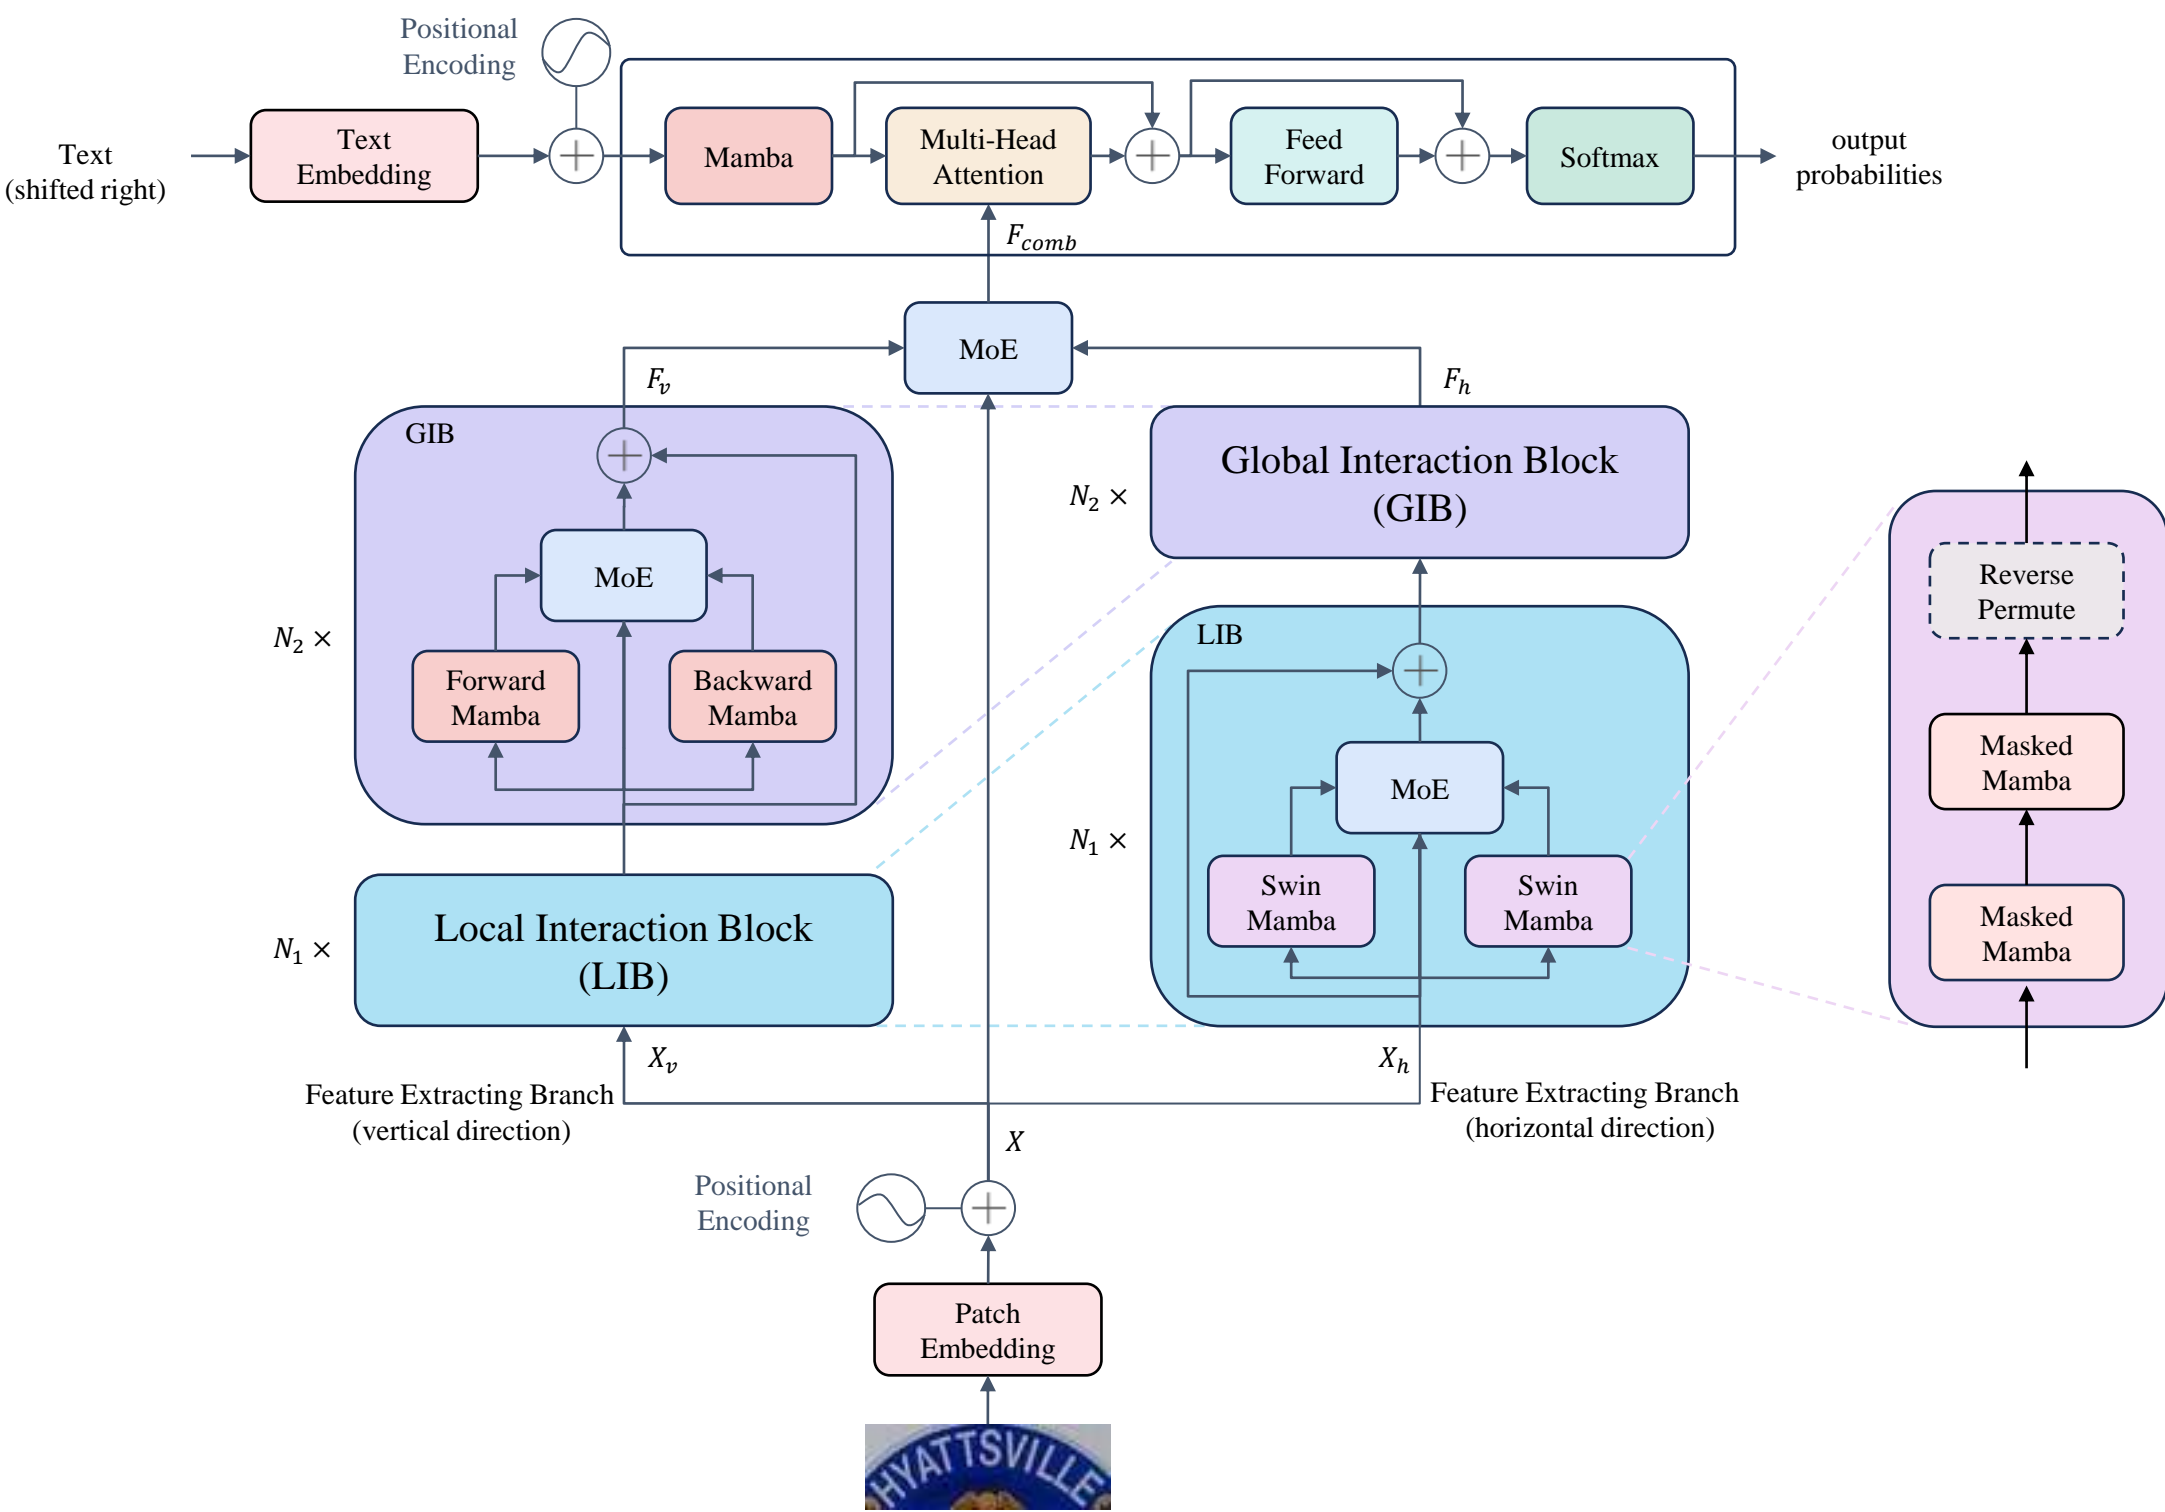 Positional
Encoding
Text
(shifted right)
Text
Embedding
Mamba
Multi-Head
Attention
Feed
Forward
Softmax
output
probabilities
F_comb
MoE
F_v
F_h
GIB
MoE
N_2 ×
Forward
Mamba
Backward
Mamba
Global Interaction Block
(GIB)
N_2 ×
LIB
MoE
N_1 ×
Swin
Mamba
Swin
Mamba
Reverse
Permute
Masked
Mamba
Masked
Mamba
Local Interaction Block
(LIB)
N_1 ×
X_v
X_h
Feature Extracting Branch
(vertical direction)
Feature Extracting Branch
(horizontal direction)
X
Positional
Encoding
Patch
Embedding
HYATTSVILLE